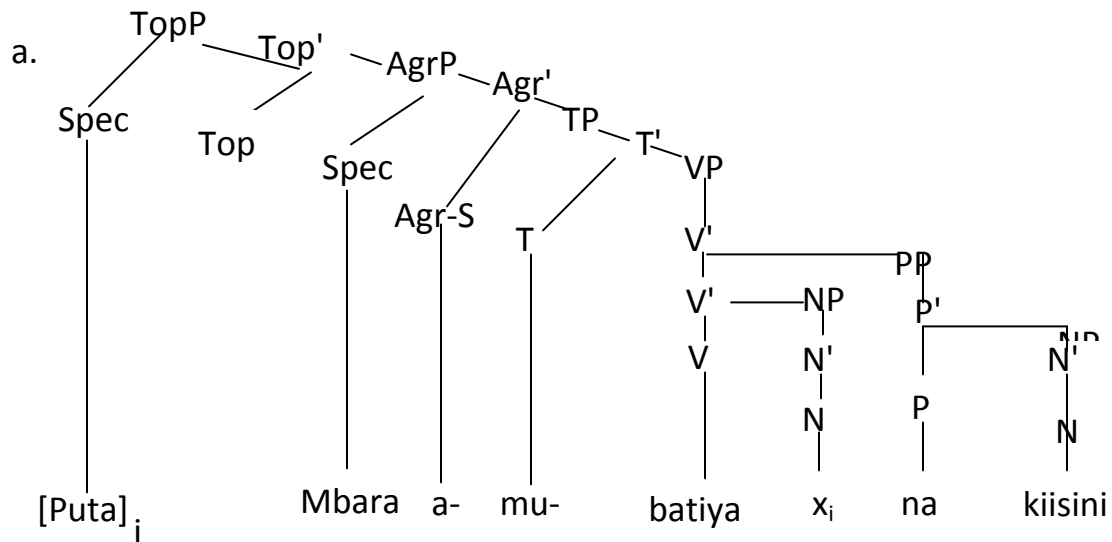 a. TopP Top' AgrP Agr' TP T' VP
Spec Top Spec Agr-S T V' PP
V' NP P' NP
V N' N'
N P N
[Puta]i Mbara a- mu- batiya xi na kiisini